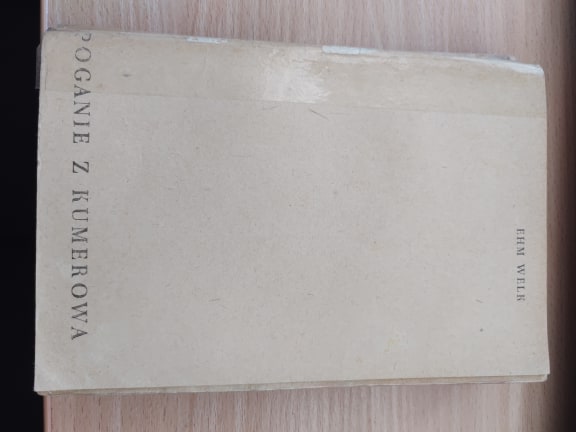 EHM WELK
POGANIE Z KUMEROWA